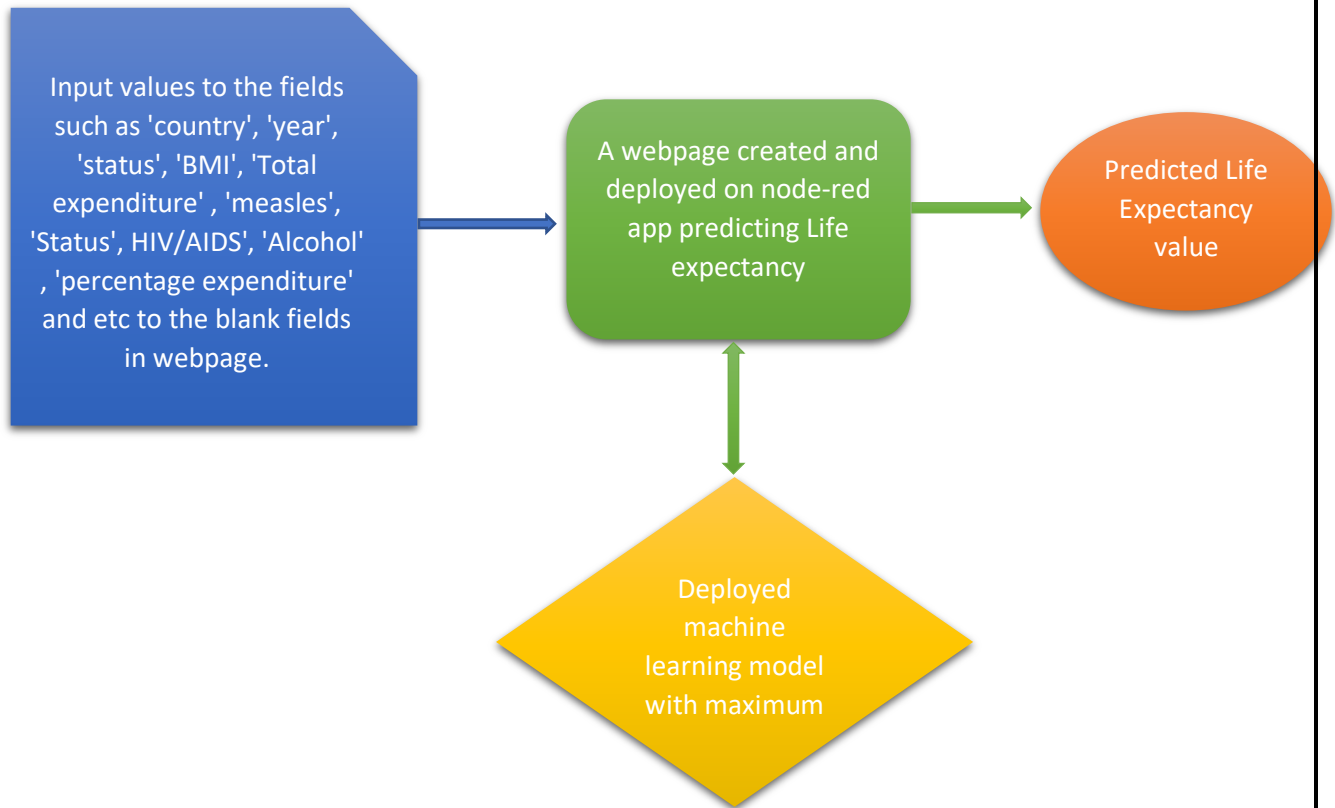 Input values to the fields
such as 'country', 'year',
'status', 'BMI', 'Total
expenditure' , 'measles',
'Status', HIV/AIDS', 'Alcohol'
, 'percentage expenditure'
and etc to the blank fields
in webpage.
A webpage created and
deployed on node-red
app predicting Life
expectancy
Predicted Life
Expectancy
value
Deployed
machine
learning model
with maximum